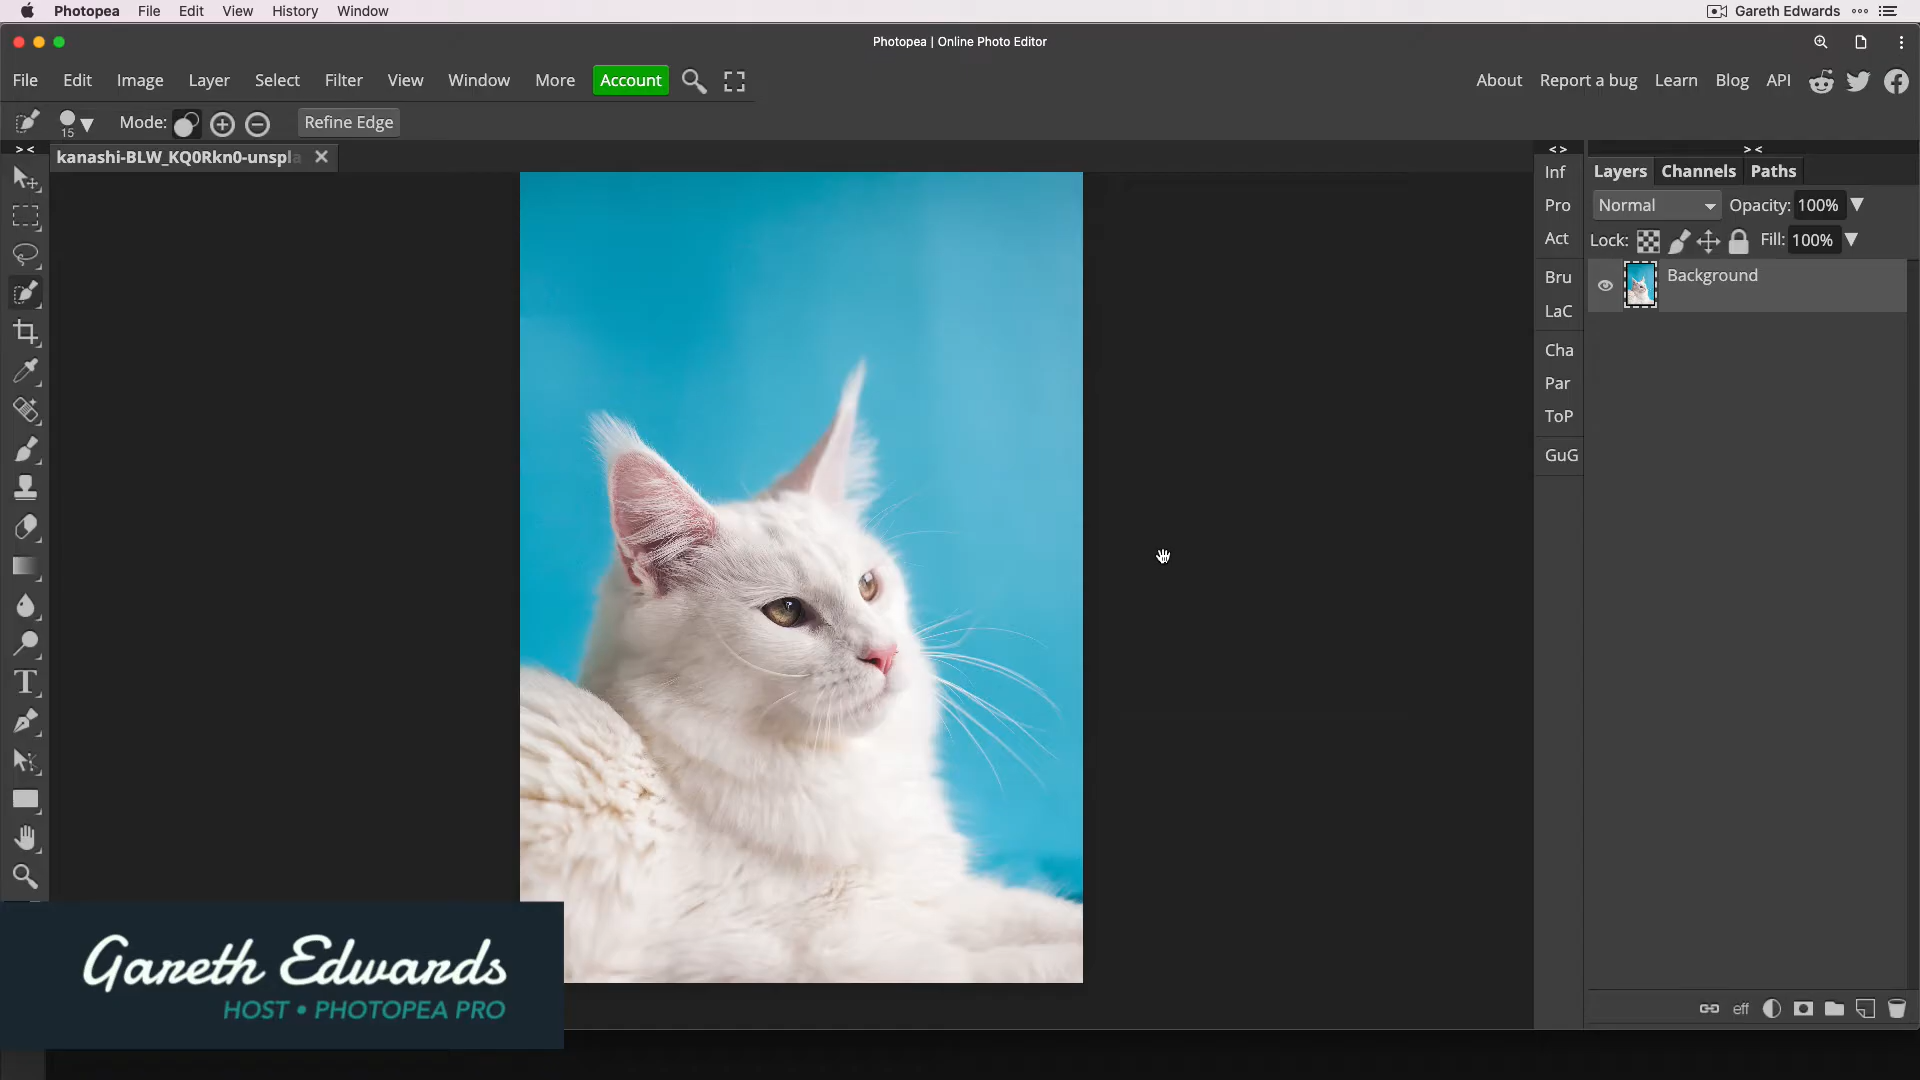 Photopea File Edit View History Window Gareth Edwards
Photopea | Online Photo Editor
File Edit Image Layer Select Filter View Window More Account About Report a bug Learn Blog API
15 Mode: Refine Edge
> < < > > <
kanashi-BLW_KQ0Rkn0-unspla
Inf
Pro
Act
Bru
LaC
Cha
Par
ToP
GuG
Layers Channels Paths
Normal Opacity: 100%
Lock: Fill: 100%
Background
eff
Gareth Edwards
HOST • PHOTOPEA PRO